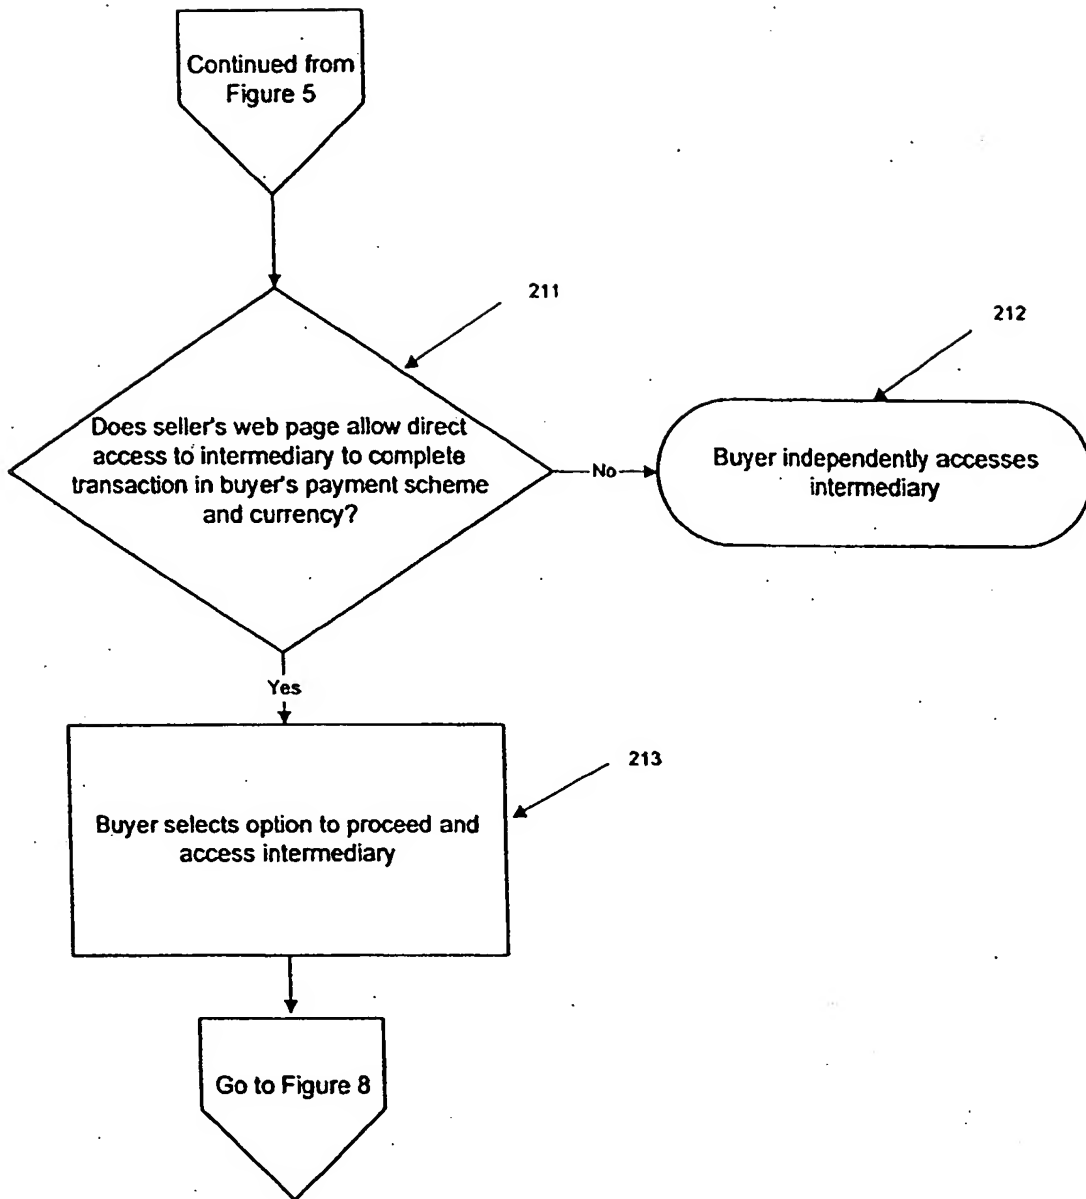 Continued from
Figure 5
211
212
Does seller's web page allow direct
access to intermediary to complete
transaction in buyer's payment scheme
and currency?
No
Buyer independently accesses
intermediary
Yes
213
Buyer selects option to proceed and
access intermediary
Go to Figure 8